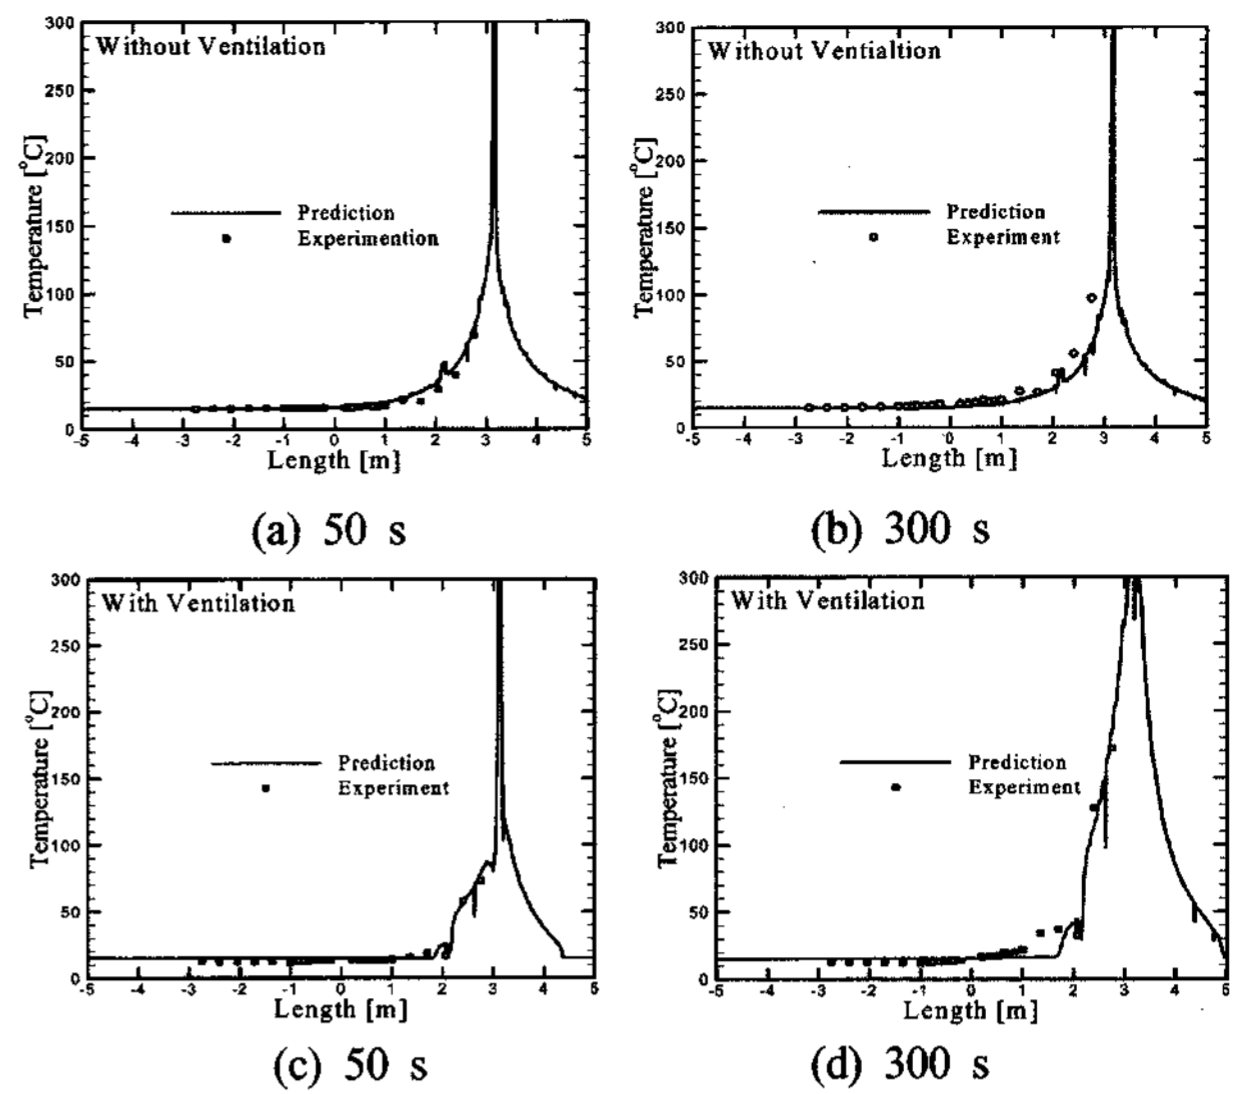 300
250
200
150
100
50
0
Temperature [°C]
Without Ventilation
Prediction
Experimention
-5 -4 -3 -2 -1 0 1 2 3 4 5
Length [m]
(a) 50 s
300
250
200
150
100
50
0
Temperature [°C]
Without Ventialtion
Prediction
Experiment
-5 -4 -3 -2 -1 0 1 2 3 4 5
Length [m]
(b) 300 s
300
250
200
150
100
50
0
Temperature [°C]
With Ventilation
Prediction
Experiment
-5 -4 -3 -2 -1 0 1 2 3 4 5
Length [m]
(c) 50 s
300
250
200
150
100
50
0
Temperature [°C]
With Ventilation
Prediction
Experiment
-5 -4 -3 -2 -1 0 1 2 3 4 5
Length [m]
(d) 300 s